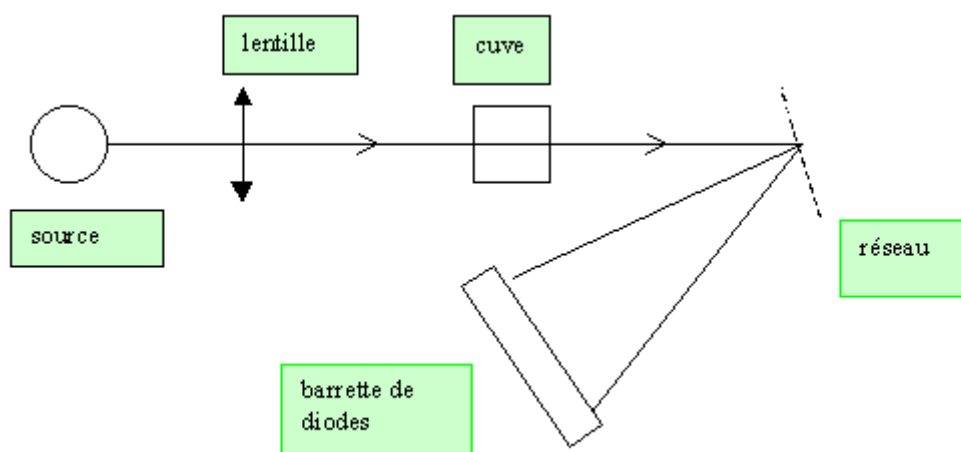 lentille
cuve
source
réseau
barrette de
diodes